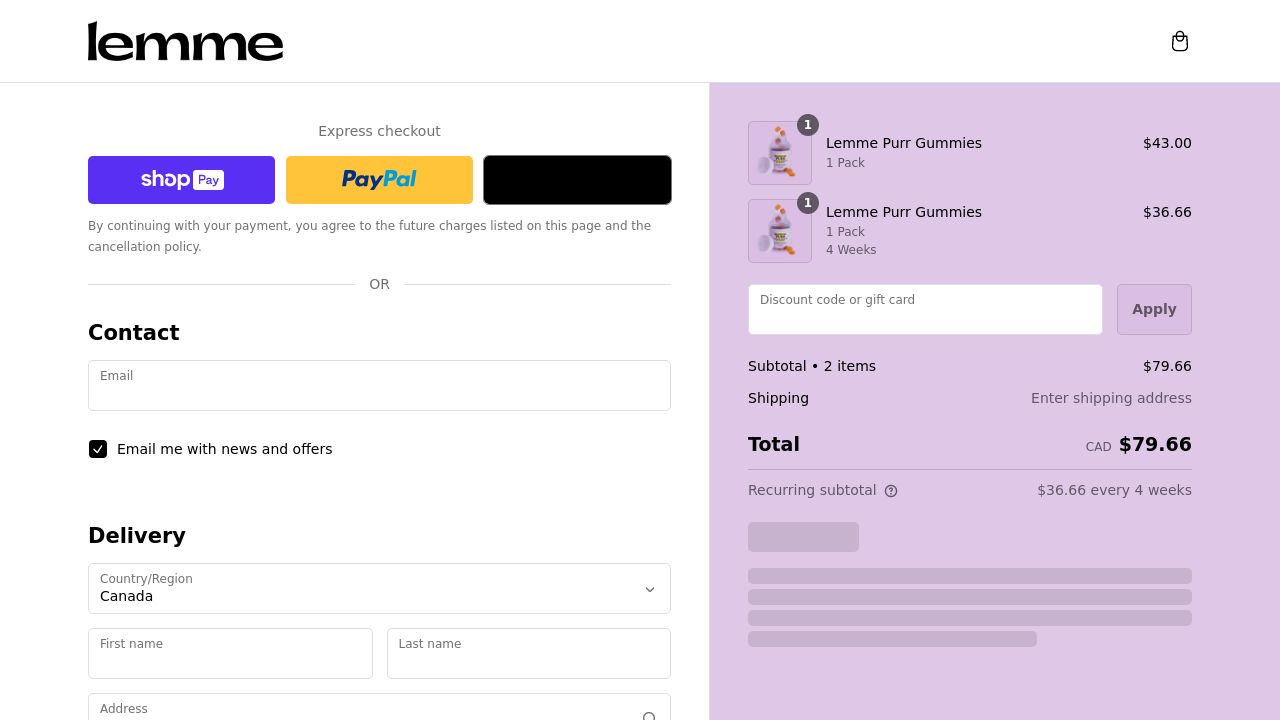 lemme
Express checkout
shop Pay
PayPal
By continuing with your payment, you agree to the future charges listed on this page and the
cancellation policy.
OR
Contact
Email
Email me with news and offers
Delivery
Country/Region
Canada
First name
Last name
Address
1
Lemme Purr Gummies
$43.00
1 Pack
1
Lemme Purr Gummies
$36.66
1 Pack
4 Weeks
Discount code or gift card
Apply
Subtotal • 2 items
$79.66
Shipping
Enter shipping address
Total
CAD $79.66
Recurring subtotal
$36.66 every 4 weeks